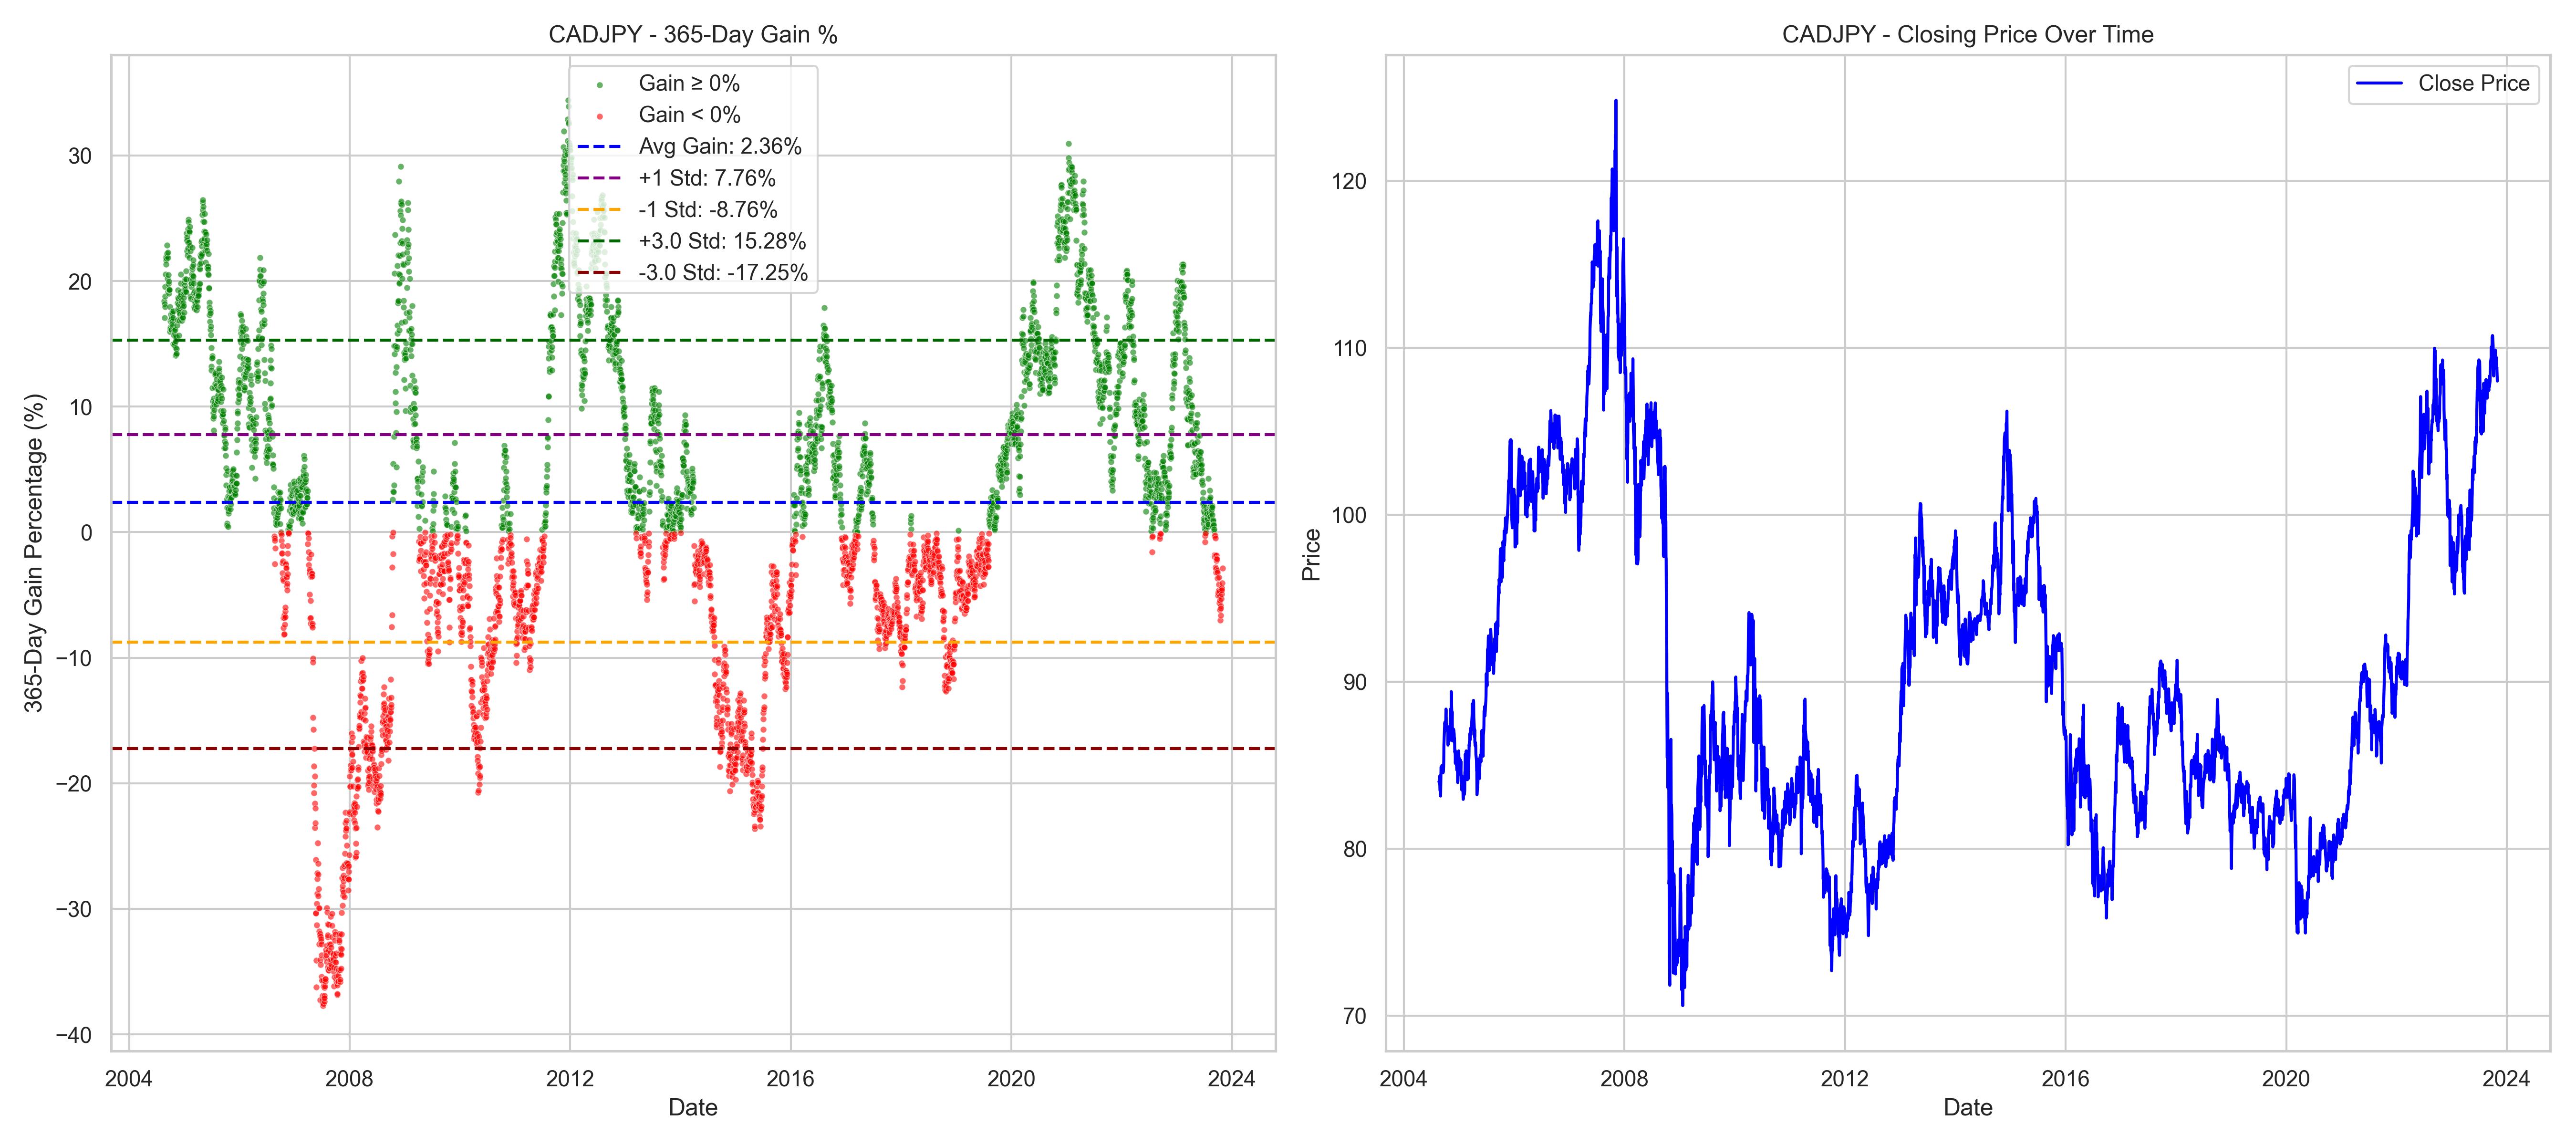 CADJPY - 365-Day Gain %
Gain ≥ 0%
Gain < 0%
Avg Gain: 2.36%
+1 Std: 7.76%
-1 Std: -8.76%
+3.0 Std: 15.28%
-3.0 Std: -17.25%
365-Day Gain Percentage (%)
30
20
10
0
−10
−20
−30
−40
2004
2008
2012
2016
2020
2024
Date
CADJPY - Closing Price Over Time
Close Price
Price
120
110
100
90
80
70
2004
2008
2012
2016
2020
2024
Date